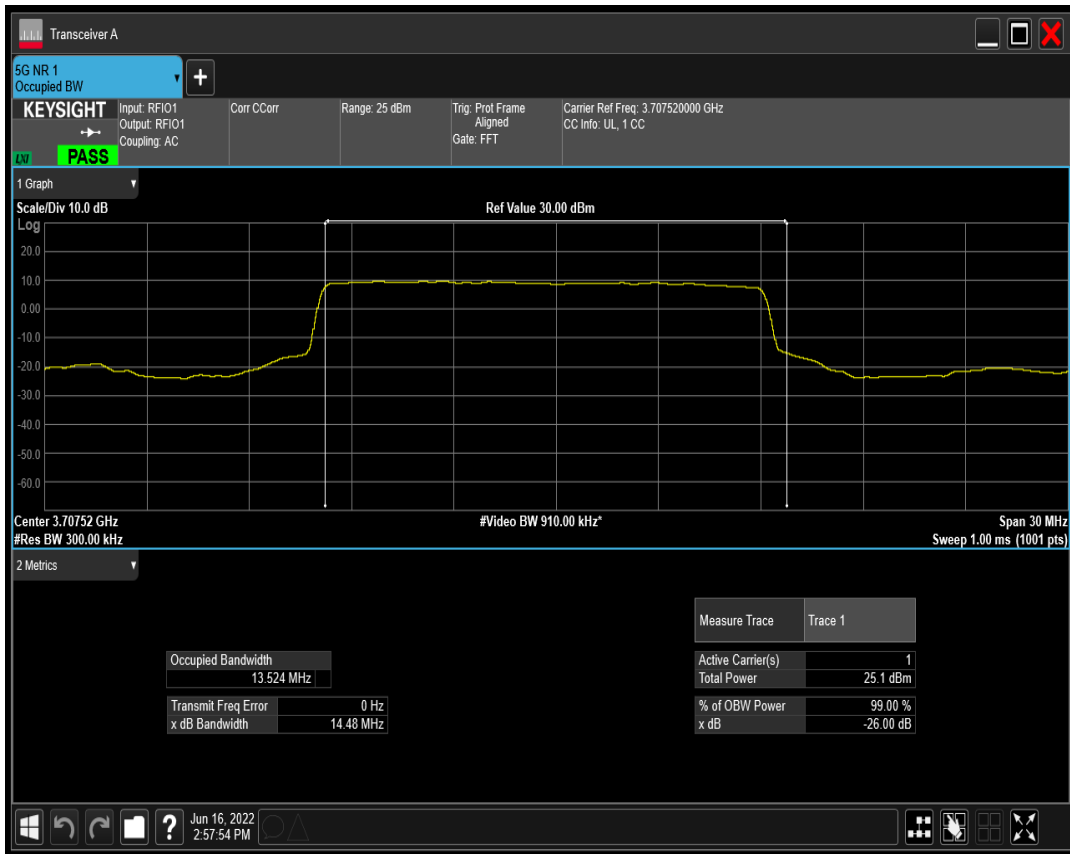 Transceiver A
5G NR 1
Occupied BW
+
KEYSIGHT
LXI
PASS
Input: RFIO1
Output: RFIO1
Coupling: AC
Corr CCorr
Range: 25 dBm
Trig: Prot Frame
Aligned
Gate: FFT
Carrier Ref Freq: 3.707520000 GHz
CC Info: UL, 1 CC
1 Graph
Scale/Div 10.0 dB
Ref Value 30.00 dBm
Log
20.0
10.0
0.00
-10.0
-20.0
-30.0
-40.0
-50.0
-60.0
Center 3.70752 GHz
#Video BW 910.00 kHz*
Span 30 MHz
#Res BW 300.00 kHz
Sweep 1.00 ms (1001 pts)
2 Metrics
Measure Trace Trace 1
Occupied Bandwidth
13.524 MHz
Active Carrier(s) 1
Total Power 25.1 dBm
Transmit Freq Error 0 Hz
x dB Bandwidth 14.48 MHz
% of OBW Power 99.00 %
x dB -26.00 dB
?
Jun 16, 2022
2:57:54 PM